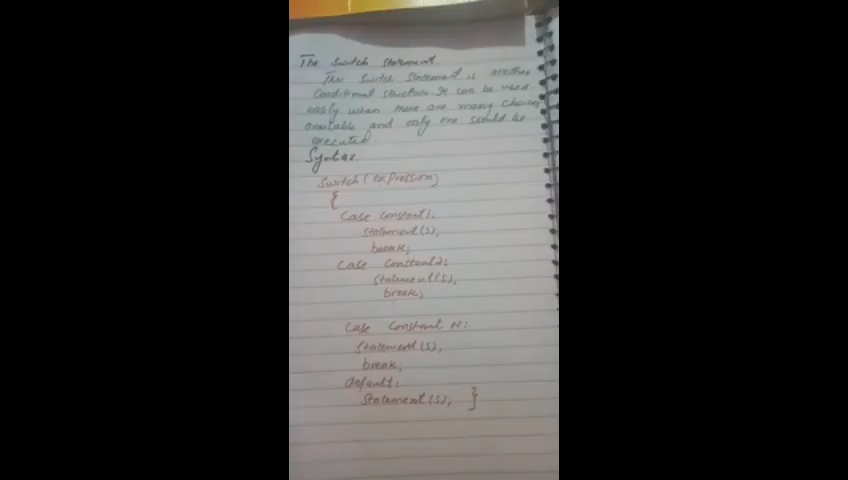 The Switch Statement
The Switch Statement is another
Conditional structure. It can be used
easily when there are many choices
available and only one should be
executed
Syntax
Switch (expression)
{
Case Constant1:
Statement(s);
break;
Case Constant2:
Statement(s);
break;
Case Constant N:
Statement(s);
break;
default:
Statement(s); }